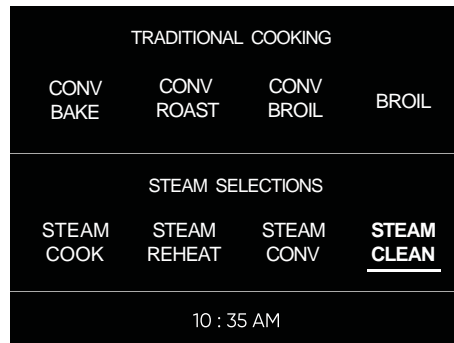 TRADITIONAL COOKING
CONV BAKE
CONV ROAST
CONV BROIL
BROIL
STEAM SELECTIONS
STEAM COOK
STEAM REHEAT
STEAM CONV
STEAM CLEAN
10 : 35 AM